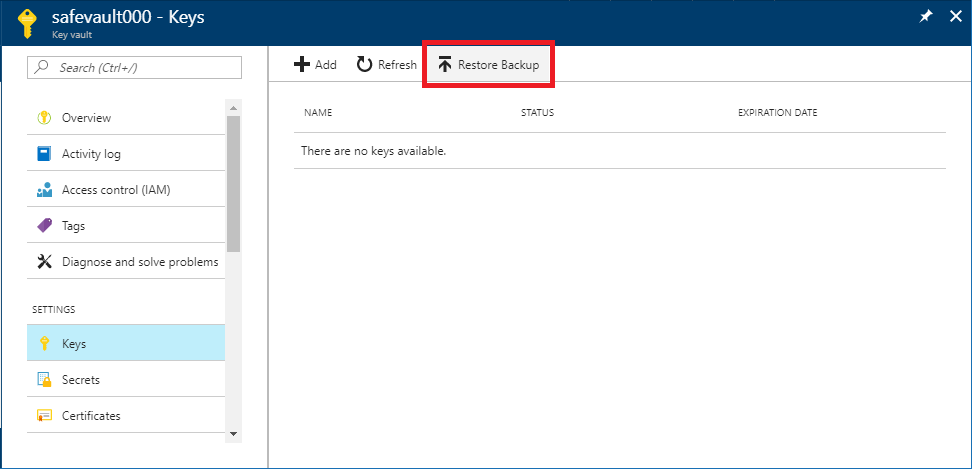 safevault000 - Keys
Key vault
Search (Ctrl+/)
Overview
Activity log
Access control (IAM)
Tags
Diagnose and solve problems
SETTINGS
Keys
Secrets
Certificates
Add Refresh Restore Backup
NAME STATUS EXPIRATION DATE
There are no keys available.